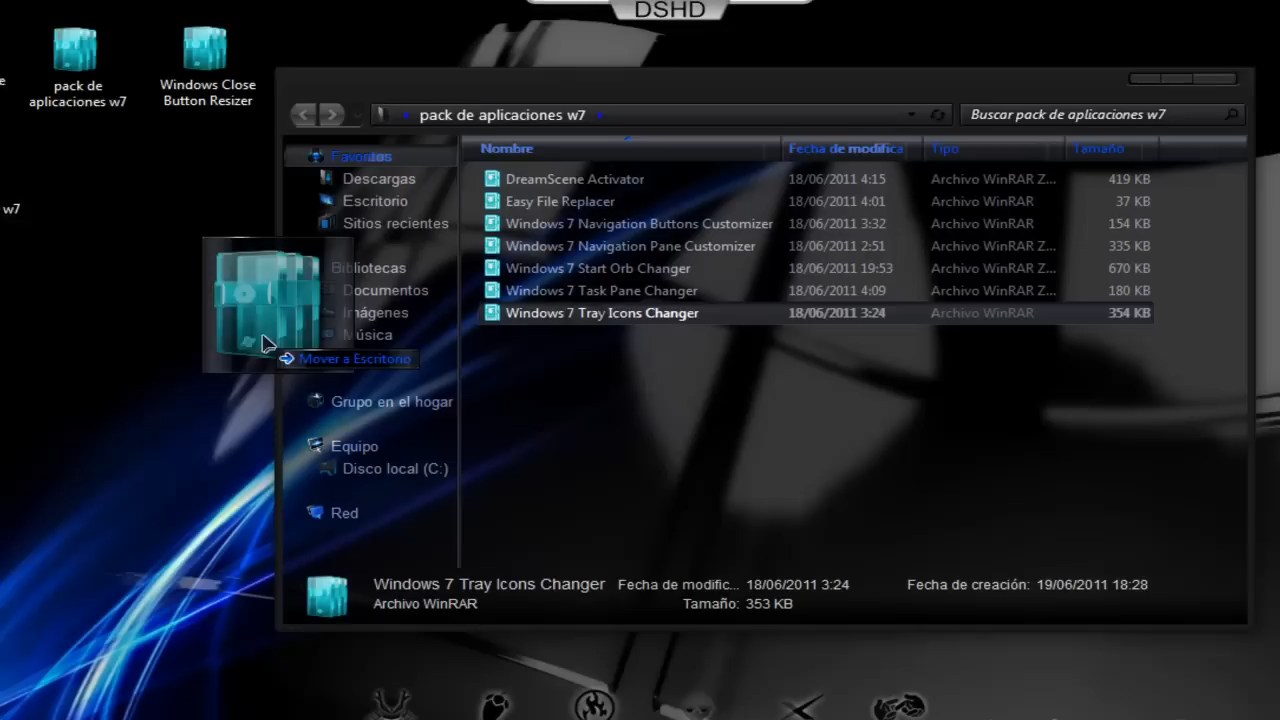 DSHD
e
pack de
aplicaciones w7
Windows Close
Button Resizer
w7
pack de aplicaciones w7
Buscar pack de aplicaciones w7
Favoritos
Descargas
Escritorio
Sitios recientes
Bibliotecas
Documentos
Imágenes
Música
Mover a Escritorio
Grupo en el hogar
Equipo
Disco local (C:)
Red
Nombre Fecha de modifica Tipo Tamaño
DreamScene Activator 18/06/2011 4:15 Archivo WinRAR Z... 419 KB
Easy File Replacer 18/06/2011 4:01 Archivo WinRAR 37 KB
Windows 7 Navigation Buttons Customizer 18/06/2011 3:32 Archivo WinRAR 154 KB
Windows 7 Navigation Pane Customizer 18/06/2011 2:51 Archivo WinRAR Z... 335 KB
Windows 7 Start Orb Changer 18/06/2011 19:53 Archivo WinRAR Z... 670 KB
Windows 7 Task Pane Changer 18/06/2011 4:09 Archivo WinRAR Z... 180 KB
Windows 7 Tray Icons Changer 18/06/2011 3:24 Archivo WinRAR 354 KB
Windows 7 Tray Icons Changer Fecha de modific... 18/06/2011 3:24 Fecha de creación: 19/06/2011 18:28
Archivo WinRAR Tamaño: 353 KB